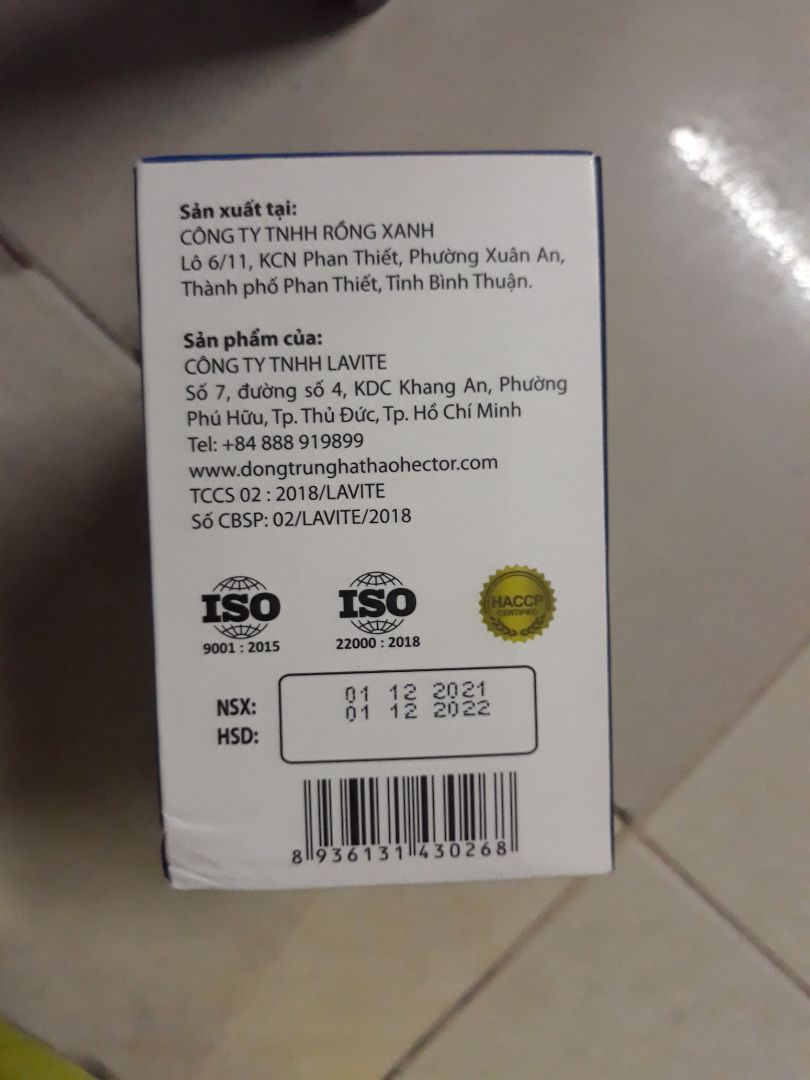 Sản xuất tại:
CÔNG TY TNHH RỒNG XANH
Lô 6/11, KCN Phan Thiết, Phường Xuân An,
Thành phố Phan Thiết, Tỉnh Bình Thuận.
Sản phẩm của:
CÔNG TY TNHH LAVITE
Số 7, đường số 4, KDC Khang An, Phường
Phú Hữu, Tp. Thủ Đức, Tp. Hồ Chí Minh
Tel: +84 888 919899
www.dongtrunghathaohector.com
TCCS 02 : 2018/LAVITE
Số CBSP: 02/LAVITE/2018
ISO
9001 : 2015
ISO
22000 : 2018
HACCP
CERTIFIED
NSX: 01 12 2021
HSD: 01 12 2022
8 936131 430268